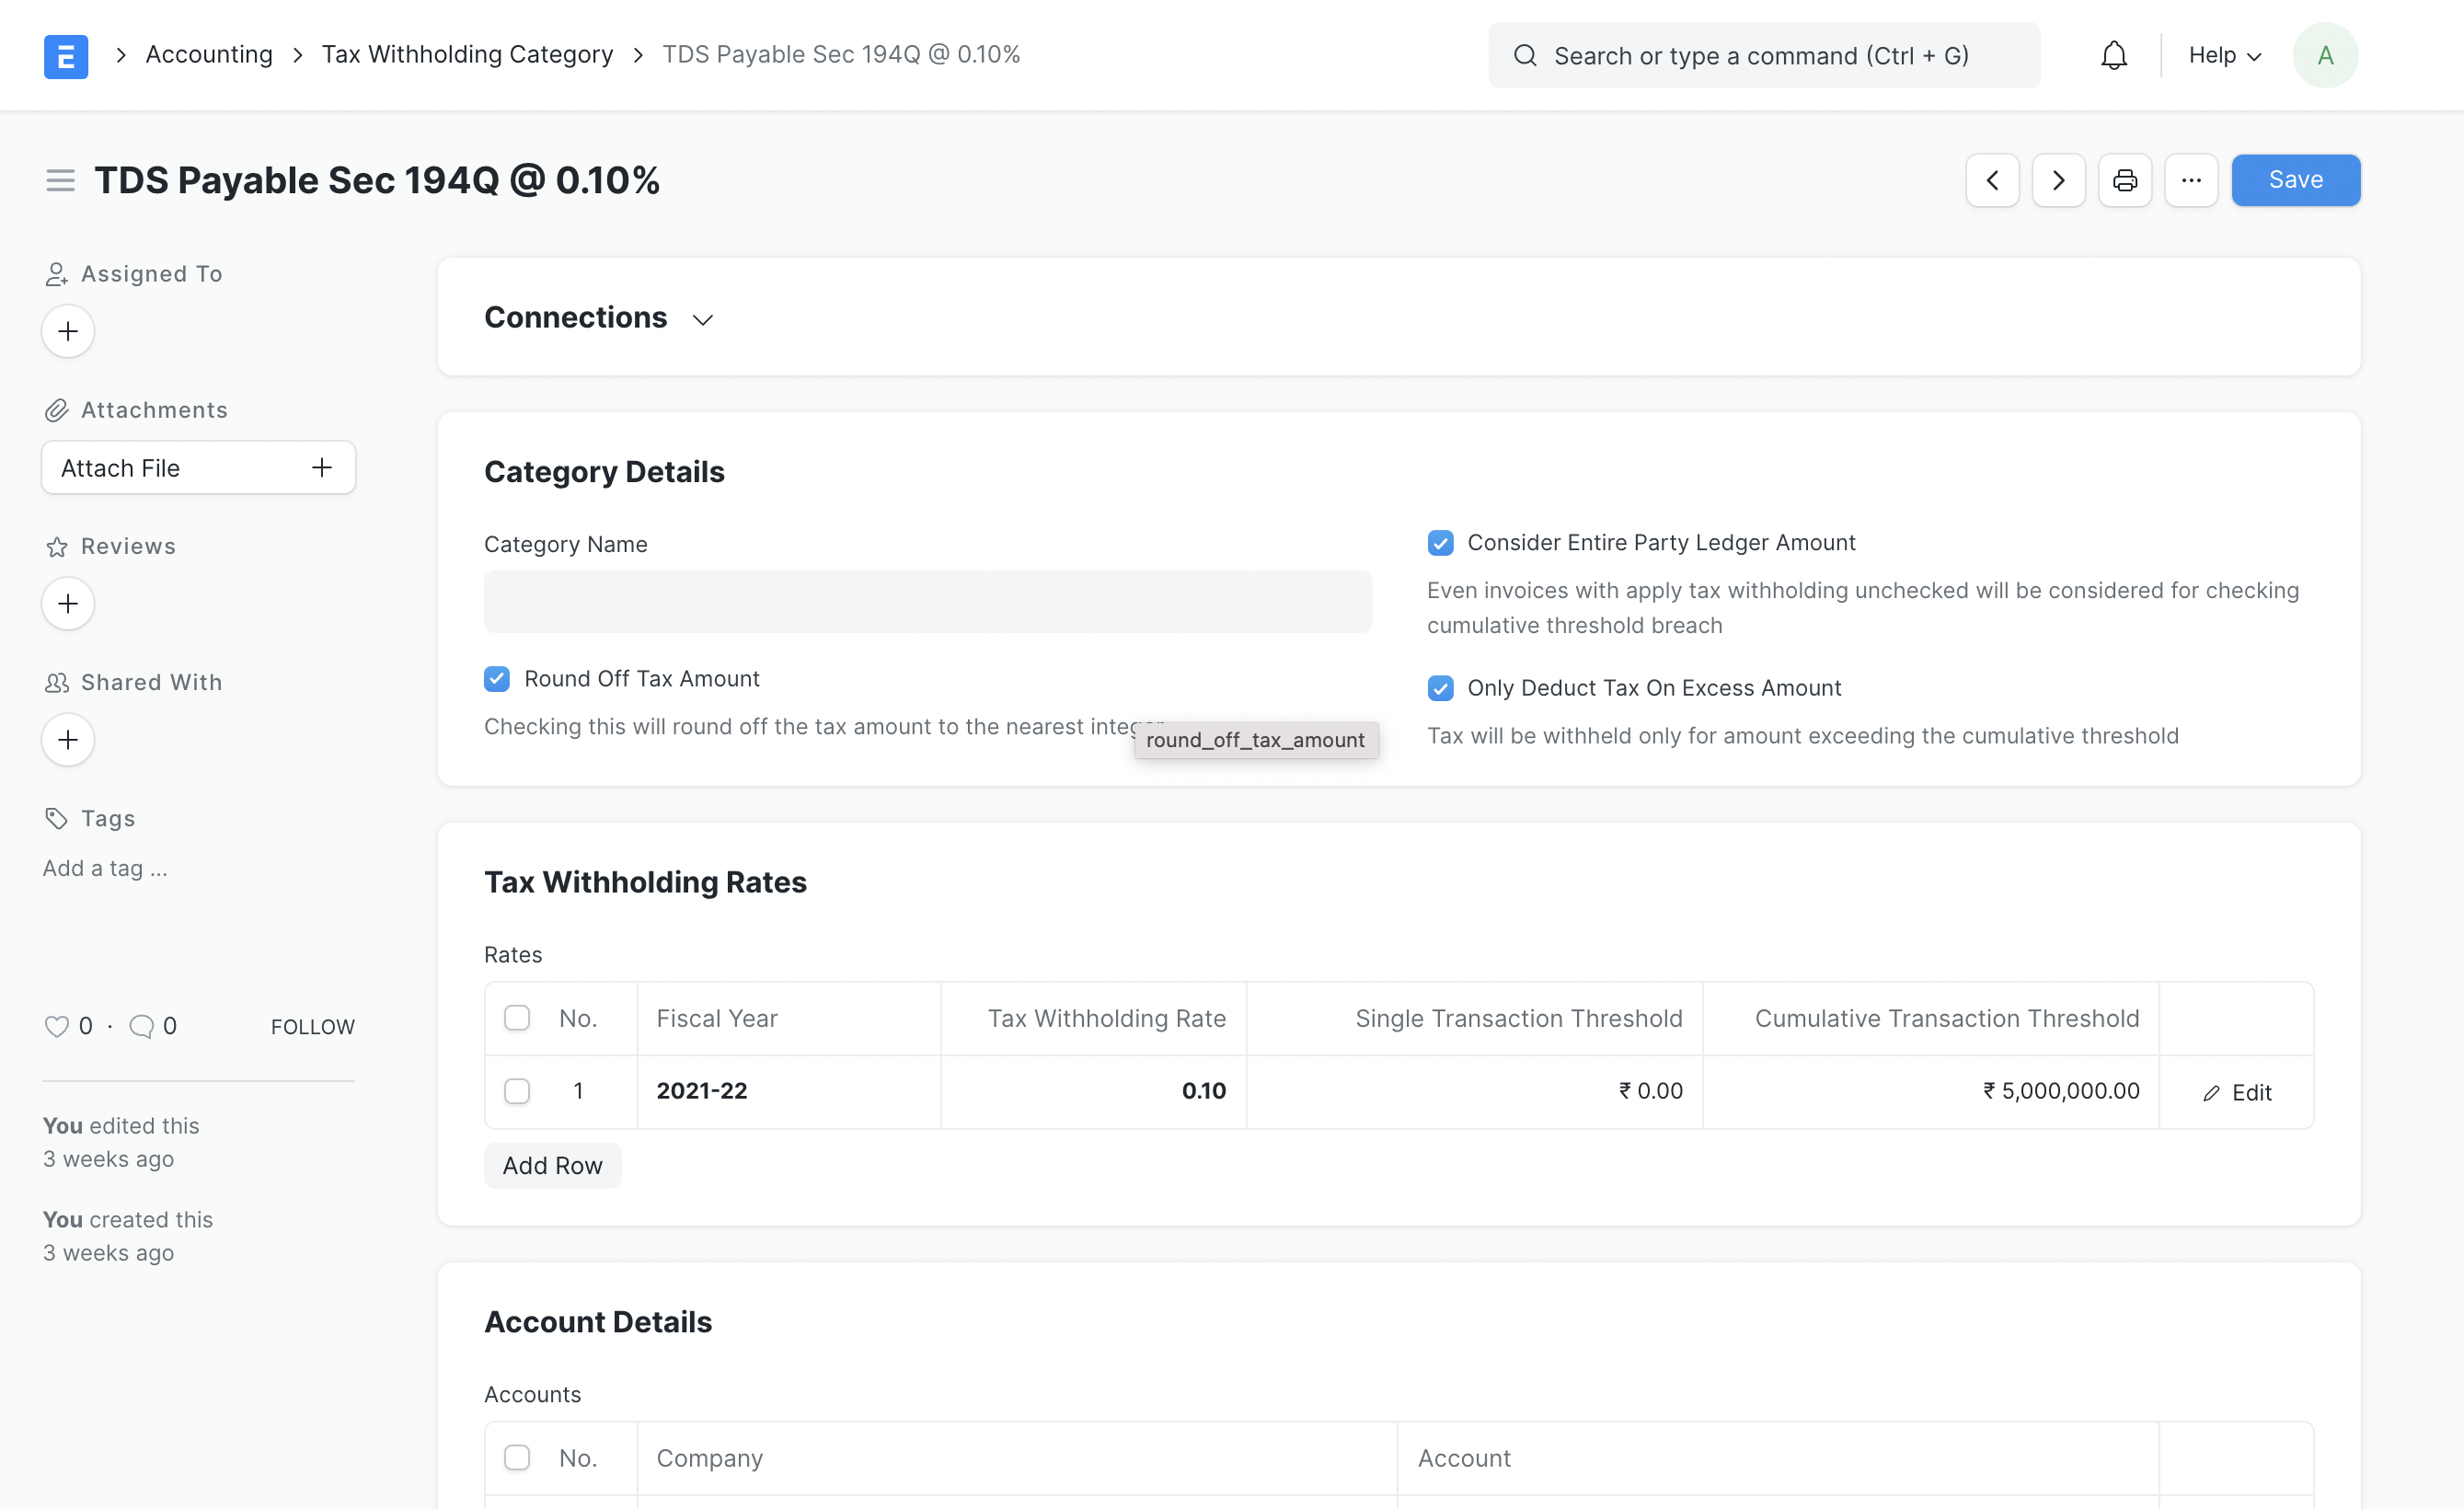 E
Accounting
Tax Withholding Category
TDS Payable Sec 194Q @ 0.10%
Search or type a command (Ctrl + G)
Help
A
TDS Payable Sec 194Q @ 0.10%
Save
Assigned To
Attachments
Attach File
Reviews
Shared With
Tags
Add a tag ...
0 · 0 FOLLOW
You edited this
3 weeks ago
You created this
3 weeks ago
Connections
Category Details
Category Name
Round Off Tax Amount
Checking this will round off the tax amount to the nearest integer
round_off_tax_amount
Consider Entire Party Ledger Amount
Even invoices with apply tax withholding unchecked will be considered for checking
cumulative threshold breach
Only Deduct Tax On Excess Amount
Tax will be withheld only for amount exceeding the cumulative threshold
Tax Withholding Rates
Rates
No. Fiscal Year Tax Withholding Rate Single Transaction Threshold Cumulative Transaction Threshold
1 2021-22 0.10 ₹ 0.00 ₹ 5,000,000.00 Edit
Add Row
Account Details
Accounts
No. Company Account